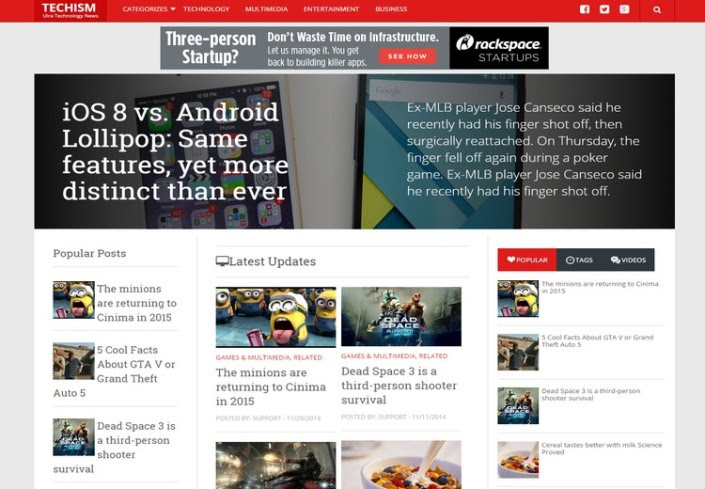 TECHISM
Ulra Technology News
CATEGORIZES
TECHNOLOGY
MULTIMEDIA
ENTERTAINMENT
BUSINESS
Three-person
Startup?
Don't Waste Time on Infrastructure.
Let us manage it. You get
back to building killer apps.
SEE HOW
rackspace
STARTUPS
iOS 8 vs. Android
Lollipop: Same
features, yet more
distinct than ever
Google
Ex-MLB player Jose Canseco said he
recently had his finger shot off, then
surgically reattached. On Thursday, the
finger fell off again during a poker
game. Ex-MLB player Jose Canseco said
he recently had his finger shot off.
Popular Posts
The minions
are returning to
Cinima in 2015
5 Cool Facts
About GTA V or
Grand Theft
Auto 5
Dead Space 3 is
a third-person
shooter
survival
Latest Updates
GAMES & MULTIMEDIA, RELATED
The minions are
returning to Cinima
in 2015
POSTED BY: SUPPORT - 11/29/2014
DEAD SPACE
GAMES & MULTIMEDIA, RELATED
Dead Space 3 is a
third-person shooter
survival
POSTED BY: SUPPORT - 11/11/2014
POPULAR
TAGS
VIDEOS
The minions are returning to Cinima
in 2015
5 Cool Facts About GTA V or Grand
Theft Auto 5
Dead Space 3 is a third-person shooter
survival
Cereal tastes better with milk Science
Proved